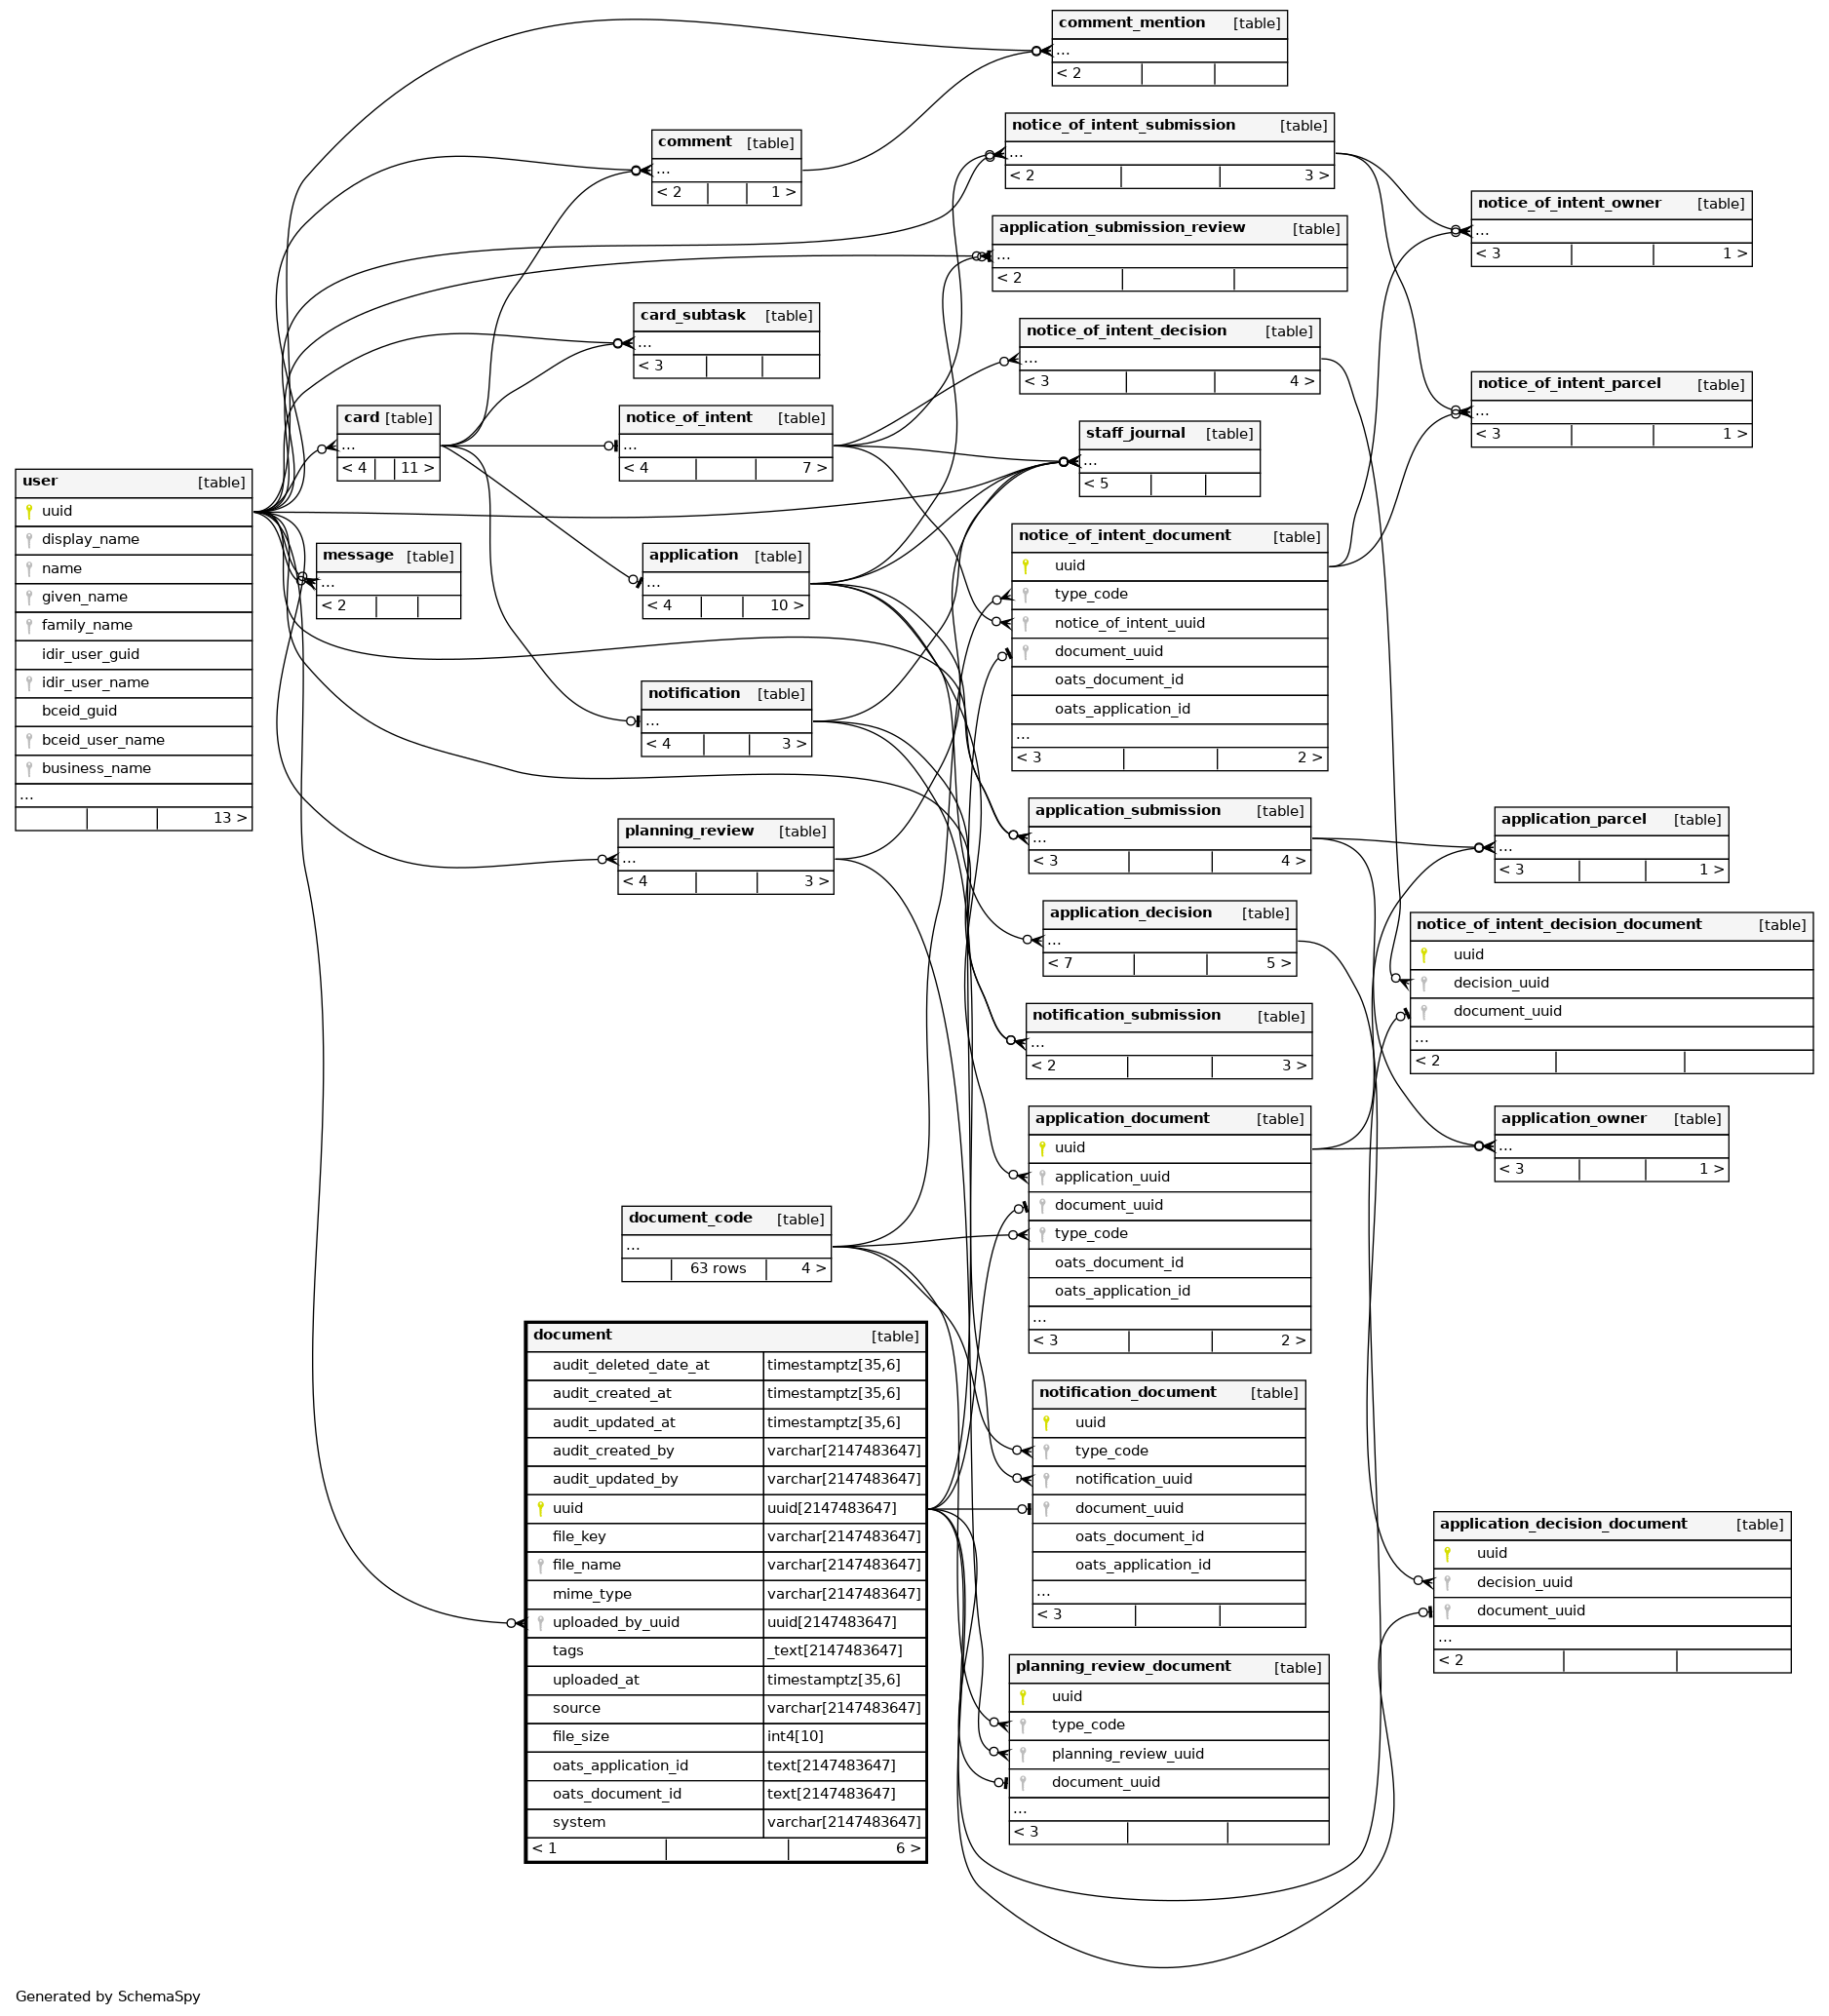 comment_mention [table]
...
< 2
notice_of_intent_submission [table]
...
< 2 3 >
comment [table]
...
< 2 1 >
notice_of_intent_owner [table]
...
< 3 1 >
application_submission_review [table]
...
< 2
card_subtask [table]
...
< 3
notice_of_intent_decision [table]
...
< 3 4 >
notice_of_intent_parcel [table]
...
< 3 1 >
card [table]
...
< 4 11 >
notice_of_intent [table]
...
< 4 7 >
staff_journal [table]
...
< 5
user [table]
uuid
display_name
name
given_name
family_name
idir_user_guid
idir_user_name
bceid_guid
bceid_user_name
business_name
...
13 >
message [table]
...
< 2
application [table]
...
< 4 10 >
notice_of_intent_document [table]
uuid
type_code
notice_of_intent_uuid
document_uuid
oats_document_id
oats_application_id
...
< 3 2 >
notification [table]
...
< 4 3 >
planning_review [table]
...
< 4 3 >
application_submission [table]
...
< 3 4 >
application_parcel [table]
...
< 3 1 >
application_decision [table]
...
< 7 5 >
notice_of_intent_decision_document [table]
uuid
decision_uuid
document_uuid
...
< 2
notification_submission [table]
...
< 2 3 >
application_document [table]
uuid
application_uuid
document_uuid
type_code
oats_document_id
oats_application_id
...
< 3 2 >
application_owner [table]
...
< 3 1 >
document_code [table]
...
63 rows 4 >
document [table]
audit_deleted_date_at timestamptz[35,6]
audit_created_at timestamptz[35,6]
audit_updated_at timestamptz[35,6]
audit_created_by varchar[2147483647]
audit_updated_by varchar[2147483647]
uuid uuid[2147483647]
file_key varchar[2147483647]
file_name varchar[2147483647]
mime_type varchar[2147483647]
uploaded_by_uuid uuid[2147483647]
tags _text[2147483647]
uploaded_at timestamptz[35,6]
source varchar[2147483647]
file_size int4[10]
oats_application_id text[2147483647]
oats_document_id text[2147483647]
system varchar[2147483647]
< 1 6 >
notification_document [table]
uuid
type_code
notification_uuid
document_uuid
oats_document_id
oats_application_id
...
< 3
application_decision_document [table]
uuid
decision_uuid
document_uuid
...
< 2
planning_review_document [table]
uuid
type_code
planning_review_uuid
document_uuid
...
< 3
Generated by SchemaSpy